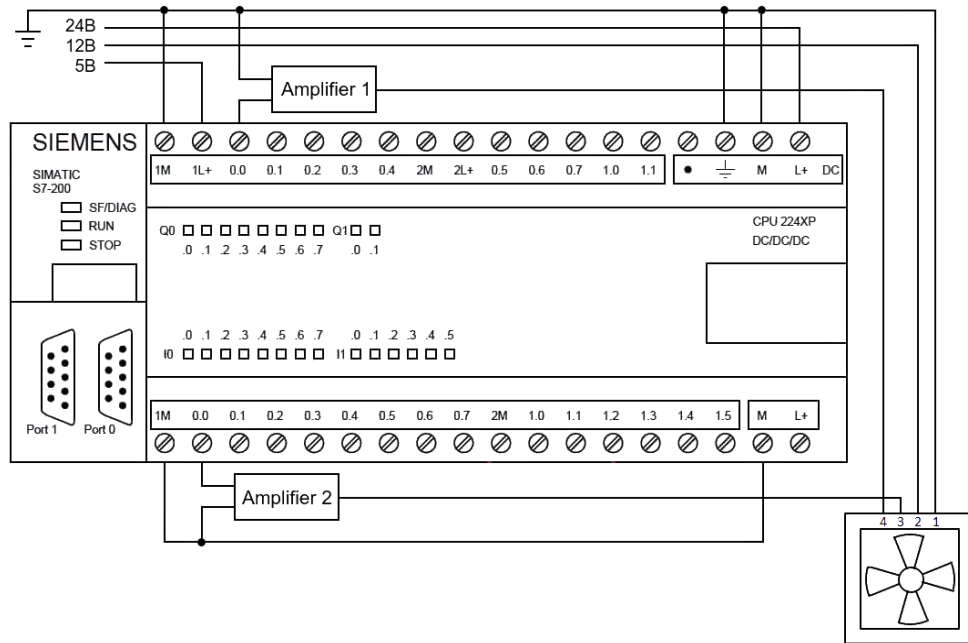 24В
12В
5В
Amplifier 1
SIEMENS
SIMATIC
S7-200
SF/DIAG
RUN
STOP
1M 1L+ 0.0 0.1 0.2 0.3 0.4 2M 2L+ 0.5 0.6 0.7 1.0 1.1 M L+ DC
Q0 Q1
.0 .1 .2 .3 .4 .5 .6 .7 .0 .1
CPU 224XP
DC/DC/DC
.0 .1 .2 .3 .4 .5 .6 .7 .0 .1 .2 .3 .4 .5
I0 I1
Port 1 Port 0
1M 0.0 0.1 0.2 0.3 0.4 0.5 0.6 0.7 2M 1.0 1.1 1.2 1.3 1.4 1.5 M L+
Amplifier 2
4 3 2 1